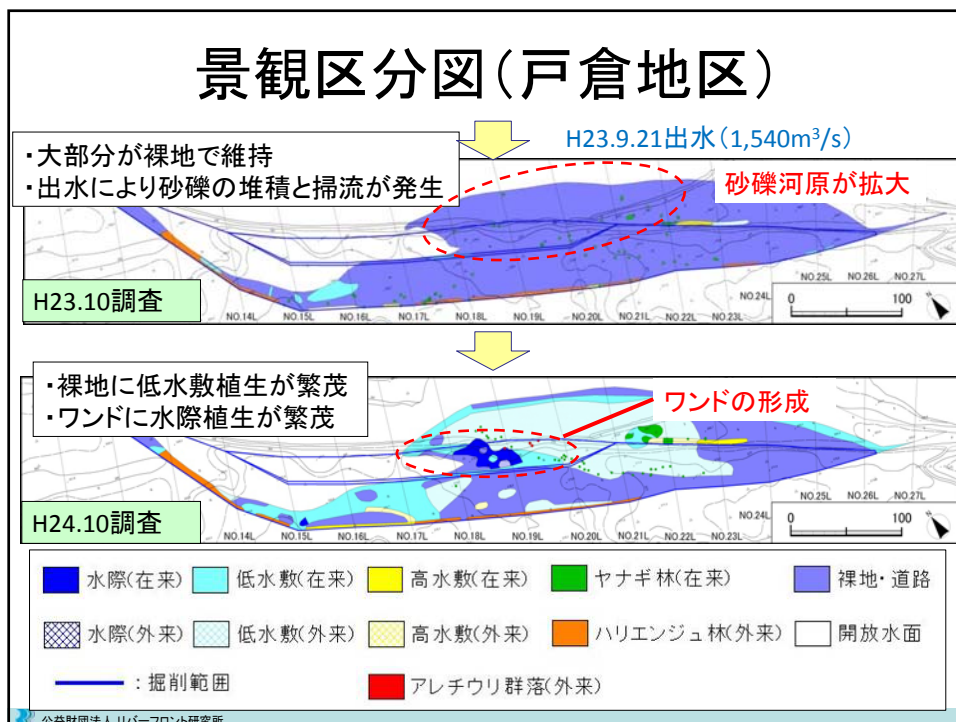 景観区分図(戸倉地区)
・大部分が裸地で維持
・出水により砂礫の堆積と掃流が発生
H23.9.21出水(1,540m³/s)
砂礫河原が拡大
H23.10調査
NO.14L NO.15L NO.16L NO.17L NO.18L NO.19L NO.20L NO.21L NO.22L NO.23L NO.24L NO.25L NO.26L NO.27L
0 100
・裸地に低水敷植生が繁茂
・ワンドに水際植生が繁茂
ワンドの形成
H24.10調査
NO.14L NO.15L NO.16L NO.17L NO.18L NO.19L NO.20L NO.21L NO.22L NO.23L NO.24L NO.25L NO.26L NO.27L
0 100
水際(在来) 低水敷(在来) 高水敷(在来) ヤナギ林(在来) 裸地・道路
水際(外来) 低水敷(外来) 高水敷(外来) ハリエンジュ林(外来) 開放水面
:掘削範囲 アレチウリ群落(外来)
公益財団法人 リバーフロント研究所